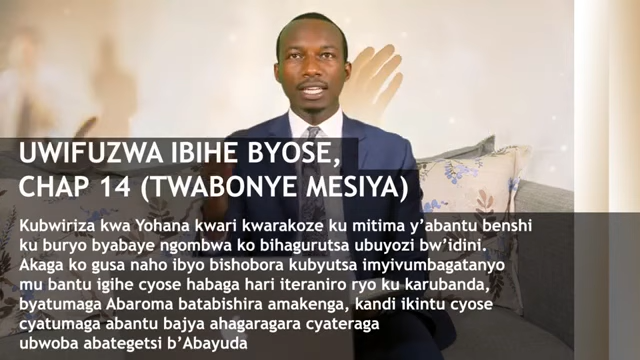 UWIFUZWA IBIHE BYOSE,
CHAP 14 (TWABONYE MESIYA)
Kubwiriza kwa Yohana kwari kwarakoze ku mitima y’abantu benshi
ku buryo byabaye ngombwa ko bihagurutsa ubuyozi bw’idini.
Akaga ko gusa naho ibyo bishobora kubyutsa imyivumbagatanyo
mu bantu igihe cyose habaga hari iteraniro ryo ku karubanda,
byatumaga Abaroma batabishira amakenga, kandi ikintu cyose
cyatumaga abantu bajya ahagaragara cyateraga
ubwoba abategetsi b’Abayuda